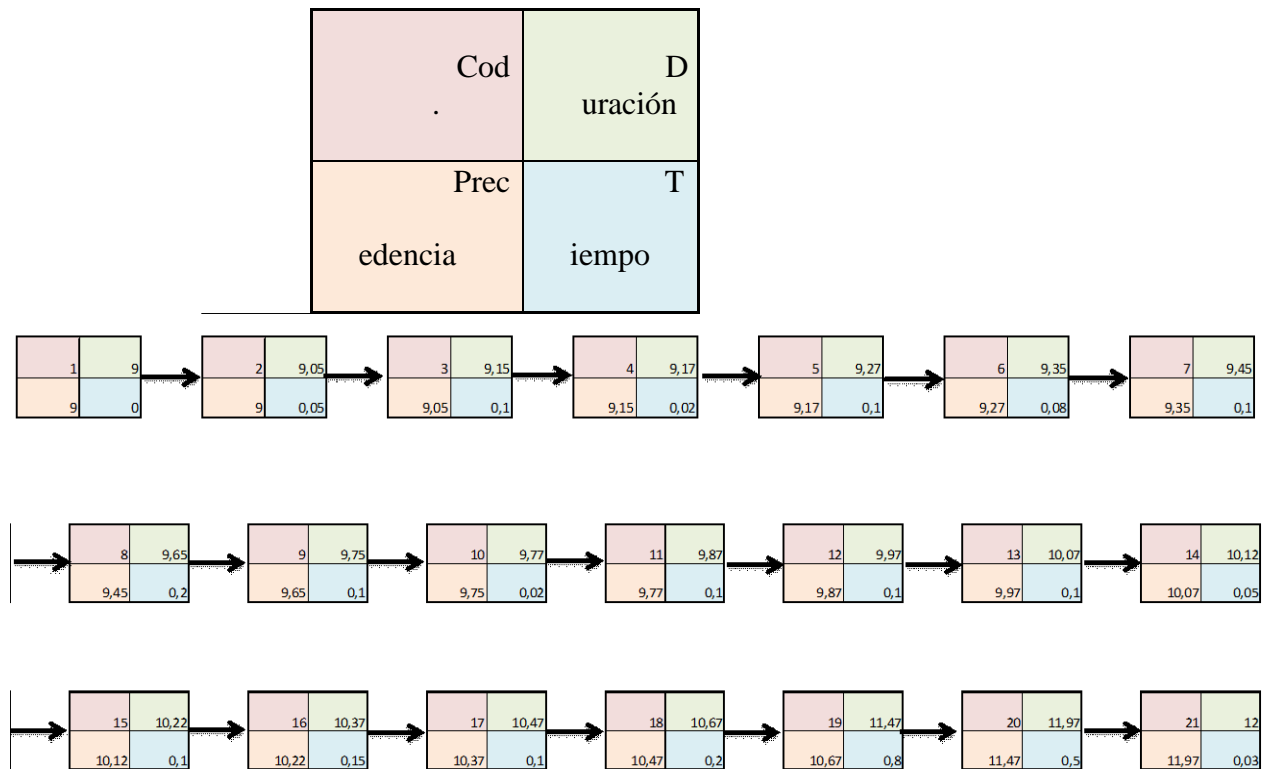 Cod D
. uración
Prec T
edencia iempo
1 9 2 9,05 3 9,15 4 9,17 5 9,27 6 9,35 7 9,45
9 0 9 0,05 9,05 0,1 9,15 0,02 9,17 0,1 9,27 0,08 9,35 0,1
8 9,65 9 9,75 10 9,77 11 9,87 12 9,97 13 10,07 14 10,12
9,45 0,2 9,65 0,1 9,75 0,02 9,77 0,1 9,87 0,1 9,97 0,1 10,07 0,05
15 10,22 16 10,37 17 10,47 18 10,67 19 11,47 20 11,97 21 12
10,12 0,1 10,22 0,15 10,37 0,1 10,47 0,2 10,67 0,8 11,47 0,5 11,97 0,03